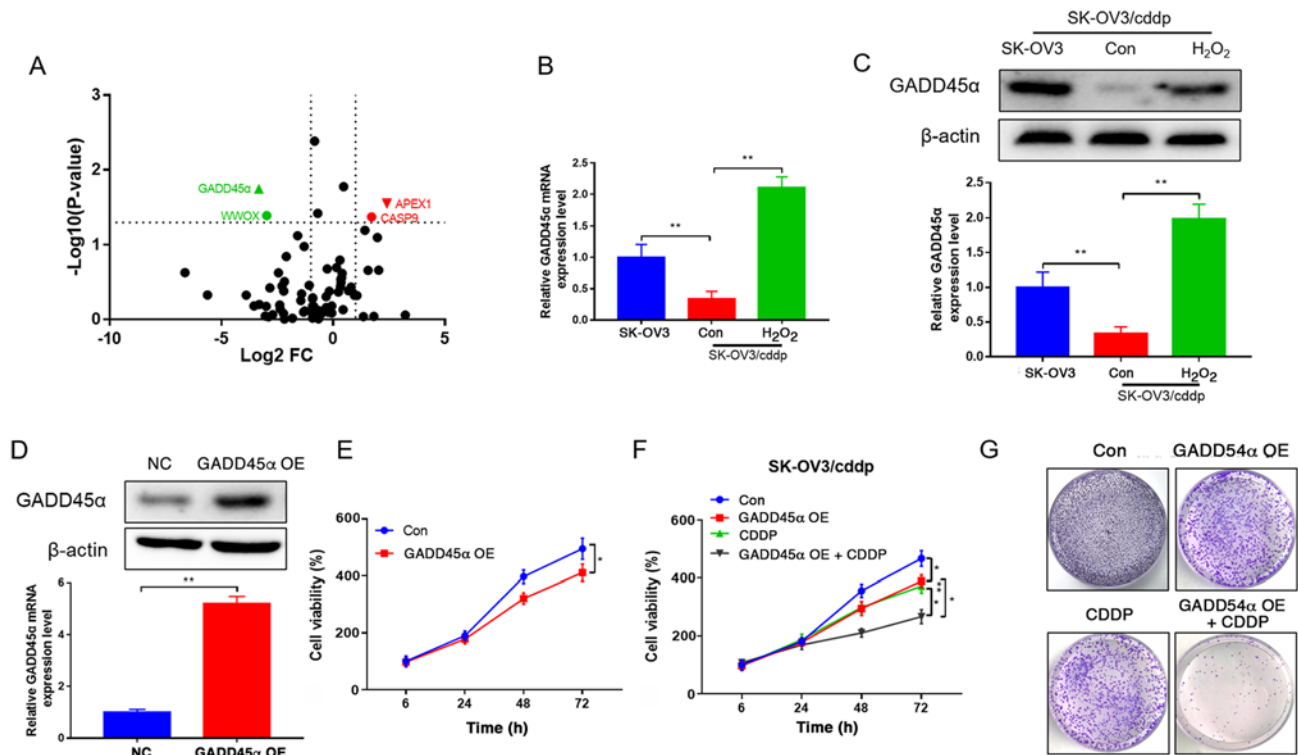 A
-Log10(P-value)
3
2
1
0
-10
-5
0
5
Log2 FC
GADD45α
WWOX
APEX1
CASP9
B
Relative GADD45α mRNA
expression level
2.5
2.0
1.5
1.0
0.5
0.0
**
**
SK-OV3
Con
H2O2
SK-OV3/cddp
C
SK-OV3/cddp
SK-OV3
Con
H2O2
GADD45α
β-actin
Relative GADD45α
expression level
2.5
2.0
1.5
1.0
0.5
0.0
**
**
SK-OV3
Con
H2O2
SK-OV3/cddp
D
NC
GADD45α OE
GADD45α
β-actin
Relative GADD45α mRNA
expression level
6
4
2
0
**
NC
GADD45α OE
E
Cell viability (%)
600
400
200
0
Con
GADD45α OE
*
6
24
48
72
Time (h)
F
SK-OV3/cddp
Con
GADD45α OE
CDDP
GADD45α OE + CDDP
Cell viability (%)
600
400
200
0
*
**
*
*
6
24
48
72
Time (h)
G
Con
GADD54α OE
CDDP
GADD54α OE
+ CDDP